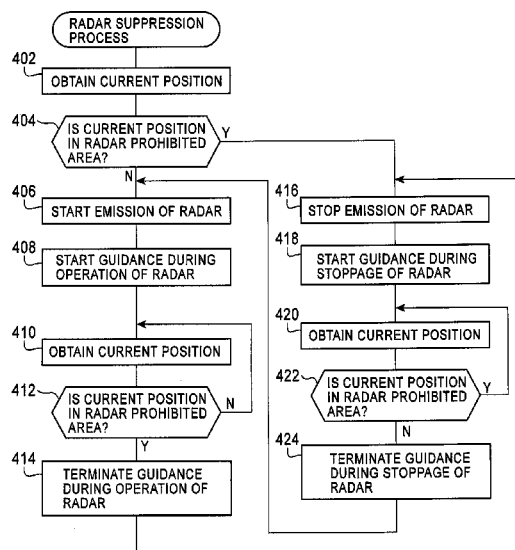 RADAR SUPPRESSION
PROCESS
402
OBTAIN CURRENT POSITION
404
IS CURRENT POSITION
IN RADAR PROHIBITED
AREA?
Y
N
406
START EMISSION OF RADAR
408
START GUIDANCE DURING
OPERATION OF RADAR
410
OBTAIN CURRENT POSITION
412
IS CURRENT POSITION
IN RADAR PROHIBITED
AREA?
N
Y
414
TERMINATE GUIDANCE
DURING OPERATION OF
RADAR
416
STOP EMISSION OF RADAR
418
START GUIDANCE DURING
STOPPAGE OF RADAR
420
OBTAIN CURRENT POSITION
422
IS CURRENT POSITION
IN RADAR PROHIBITED
AREA?
Y
N
424
TERMINATE GUIDANCE
DURING STOPPAGE OF
RADAR